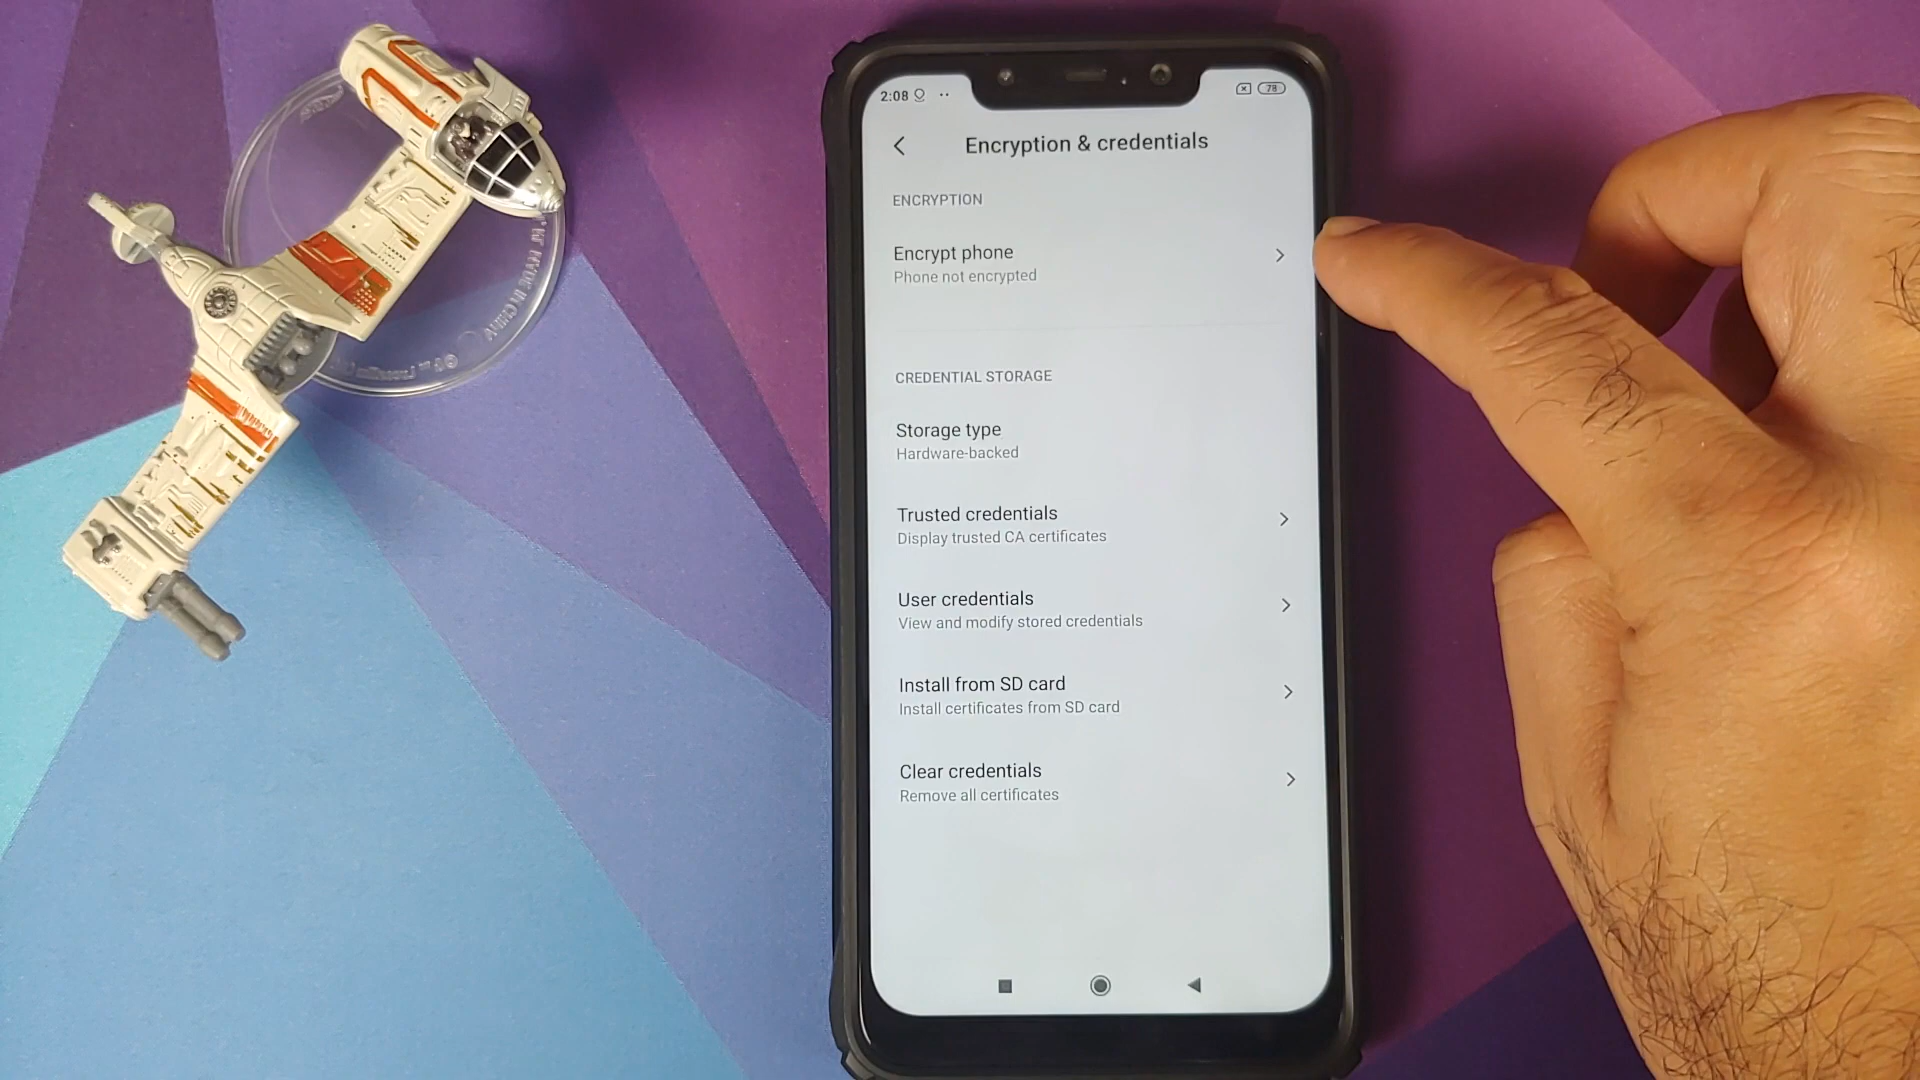 2:08
78
Encryption & credentials
ENCRYPTION
Encrypt phone
Phone not encrypted
CREDENTIAL STORAGE
Storage type
Hardware-backed
Trusted credentials
Display trusted CA certificates
User credentials
View and modify stored credentials
Install from SD card
Install certificates from SD card
Clear credentials
Remove all certificates